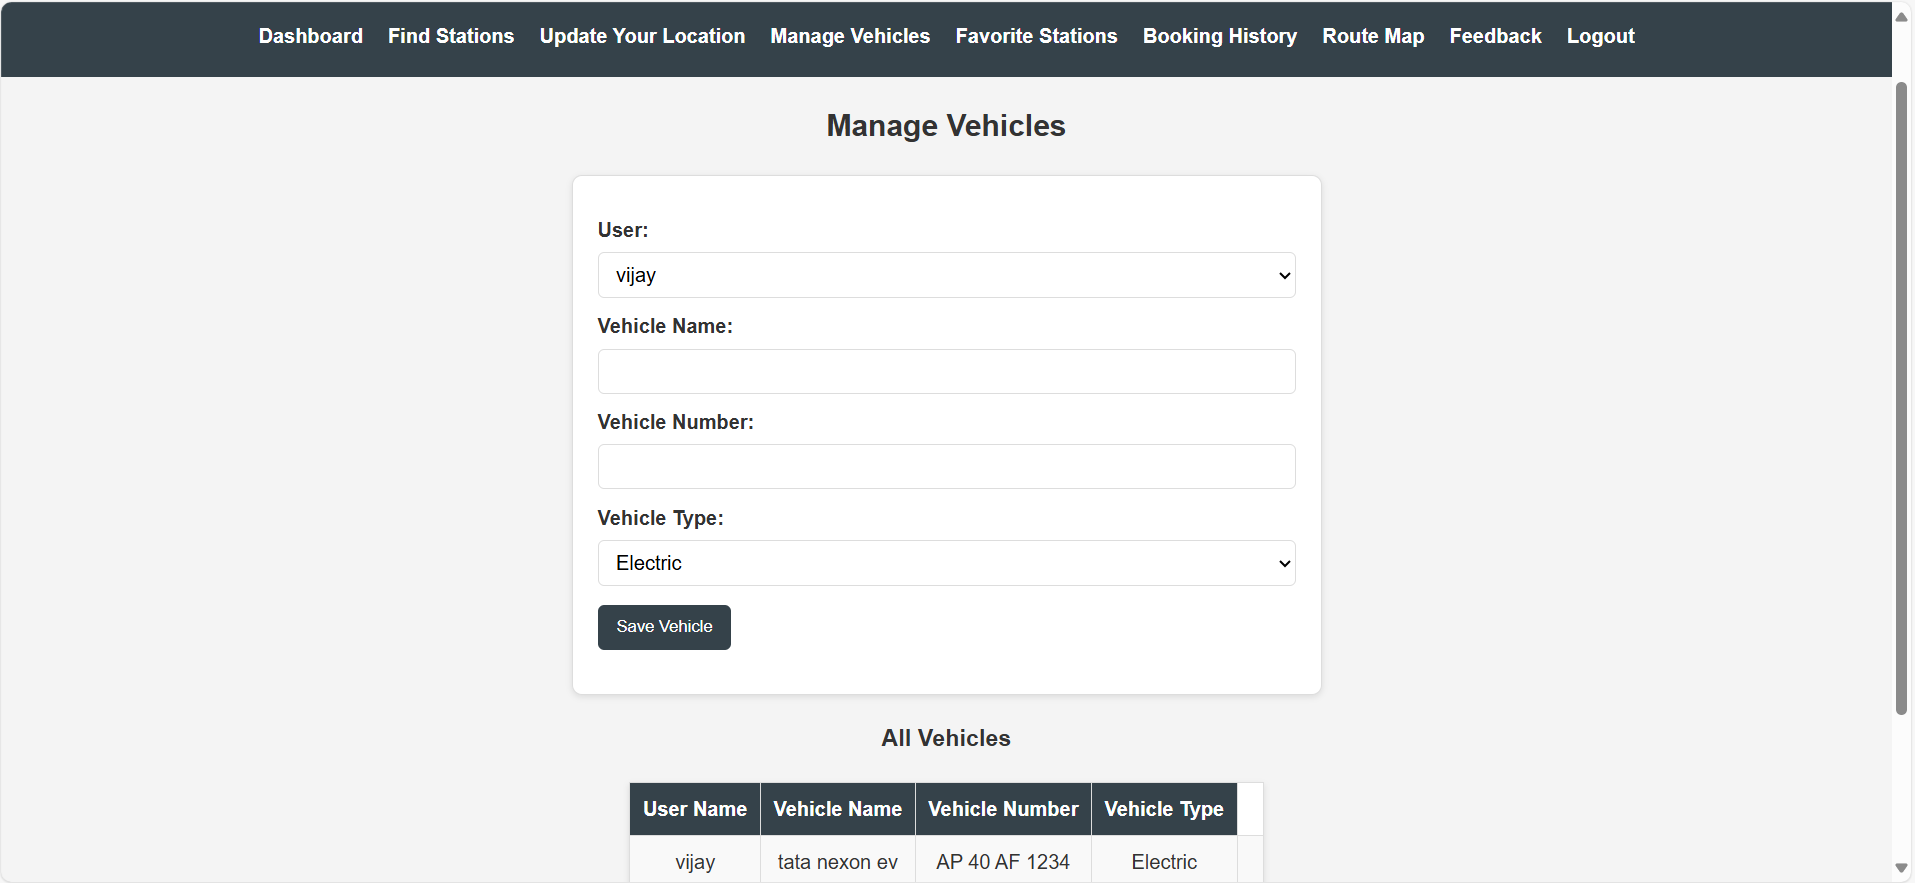 Dashboard Find Stations Update Your Location Manage Vehicles Favorite Stations Booking History Route Map Feedback Logout
Manage Vehicles
User:
vijay
Vehicle Name:
Vehicle Number:
Vehicle Type:
Electric
Save Vehicle
All Vehicles
User Name Vehicle Name Vehicle Number Vehicle Type
vijay tata nexon ev AP 40 AF 1234 Electric